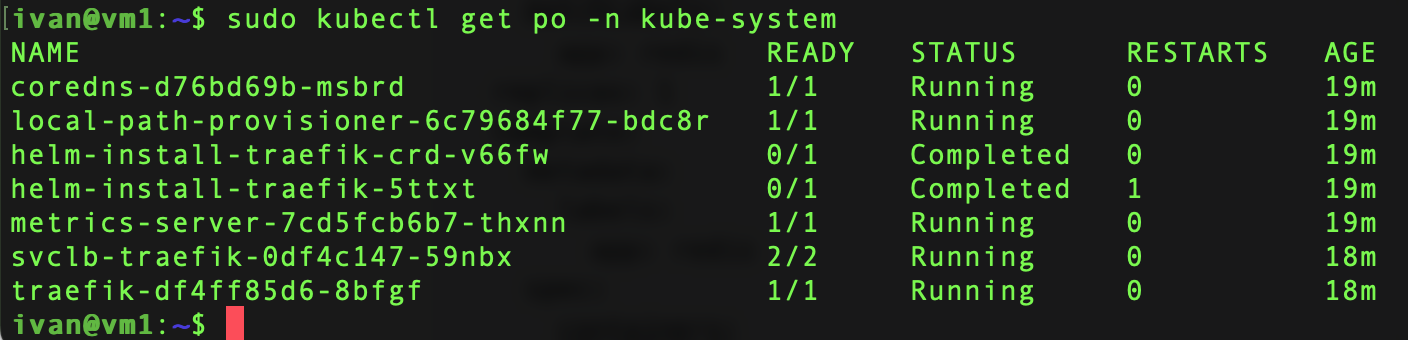 [ivan@vm1:~$ sudo kubectl get po -n kube-system
NAME READY STATUS RESTARTS AGE
coredns-d76bd69b-msbrd 1/1 Running 0 19m
local-path-provisioner-6c79684f77-bdc8r 1/1 Running 0 19m
helm-install-traefik-crd-v66fw 0/1 Completed 0 19m
helm-install-traefik-5ttxt 0/1 Completed 1 19m
metrics-server-7cd5fcb6b7-thxnn 1/1 Running 0 19m
svclb-traefik-0df4c147-59nbx 2/2 Running 0 18m
traefik-df4ff85d6-8bfgf 1/1 Running 0 18m
ivan@vm1:~$